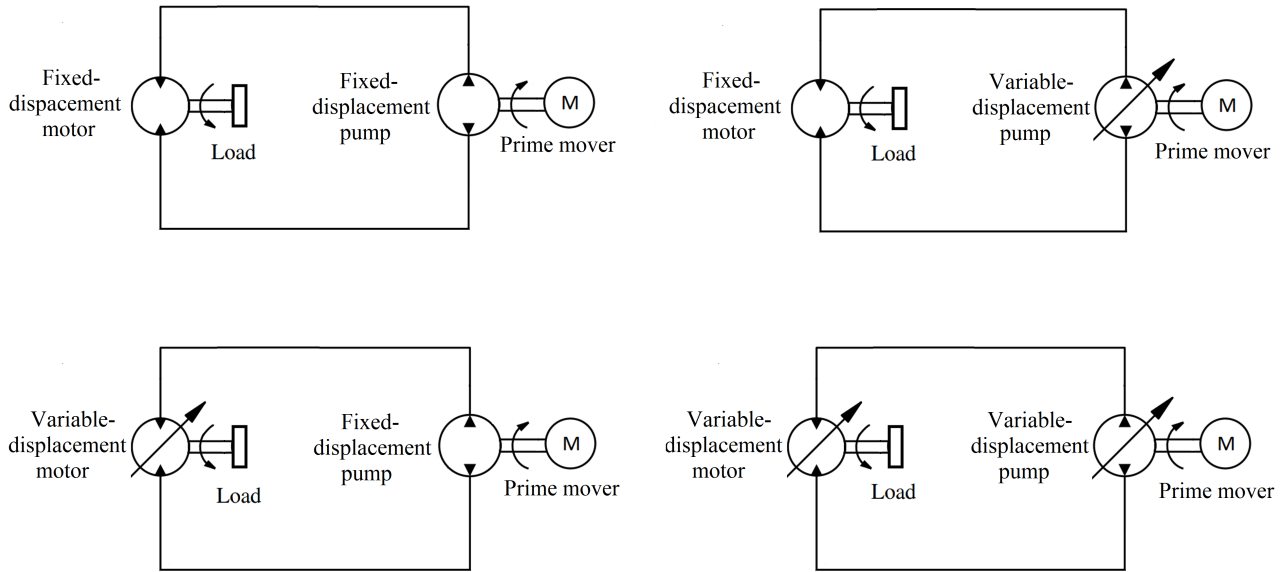 Fixed-
dispacement
motor
Load
Fixed-
displacement
pump
M
Prime mover
Fixed-
dispacement
motor
Load
Variable-
displacement
pump
M
Prime mover
Variable-
displacement
motor
Load
Fixed-
displacement
pump
M
Prime mover
Variable-
displacement
motor
Load
Variable-
displacement
pump
M
Prime mover